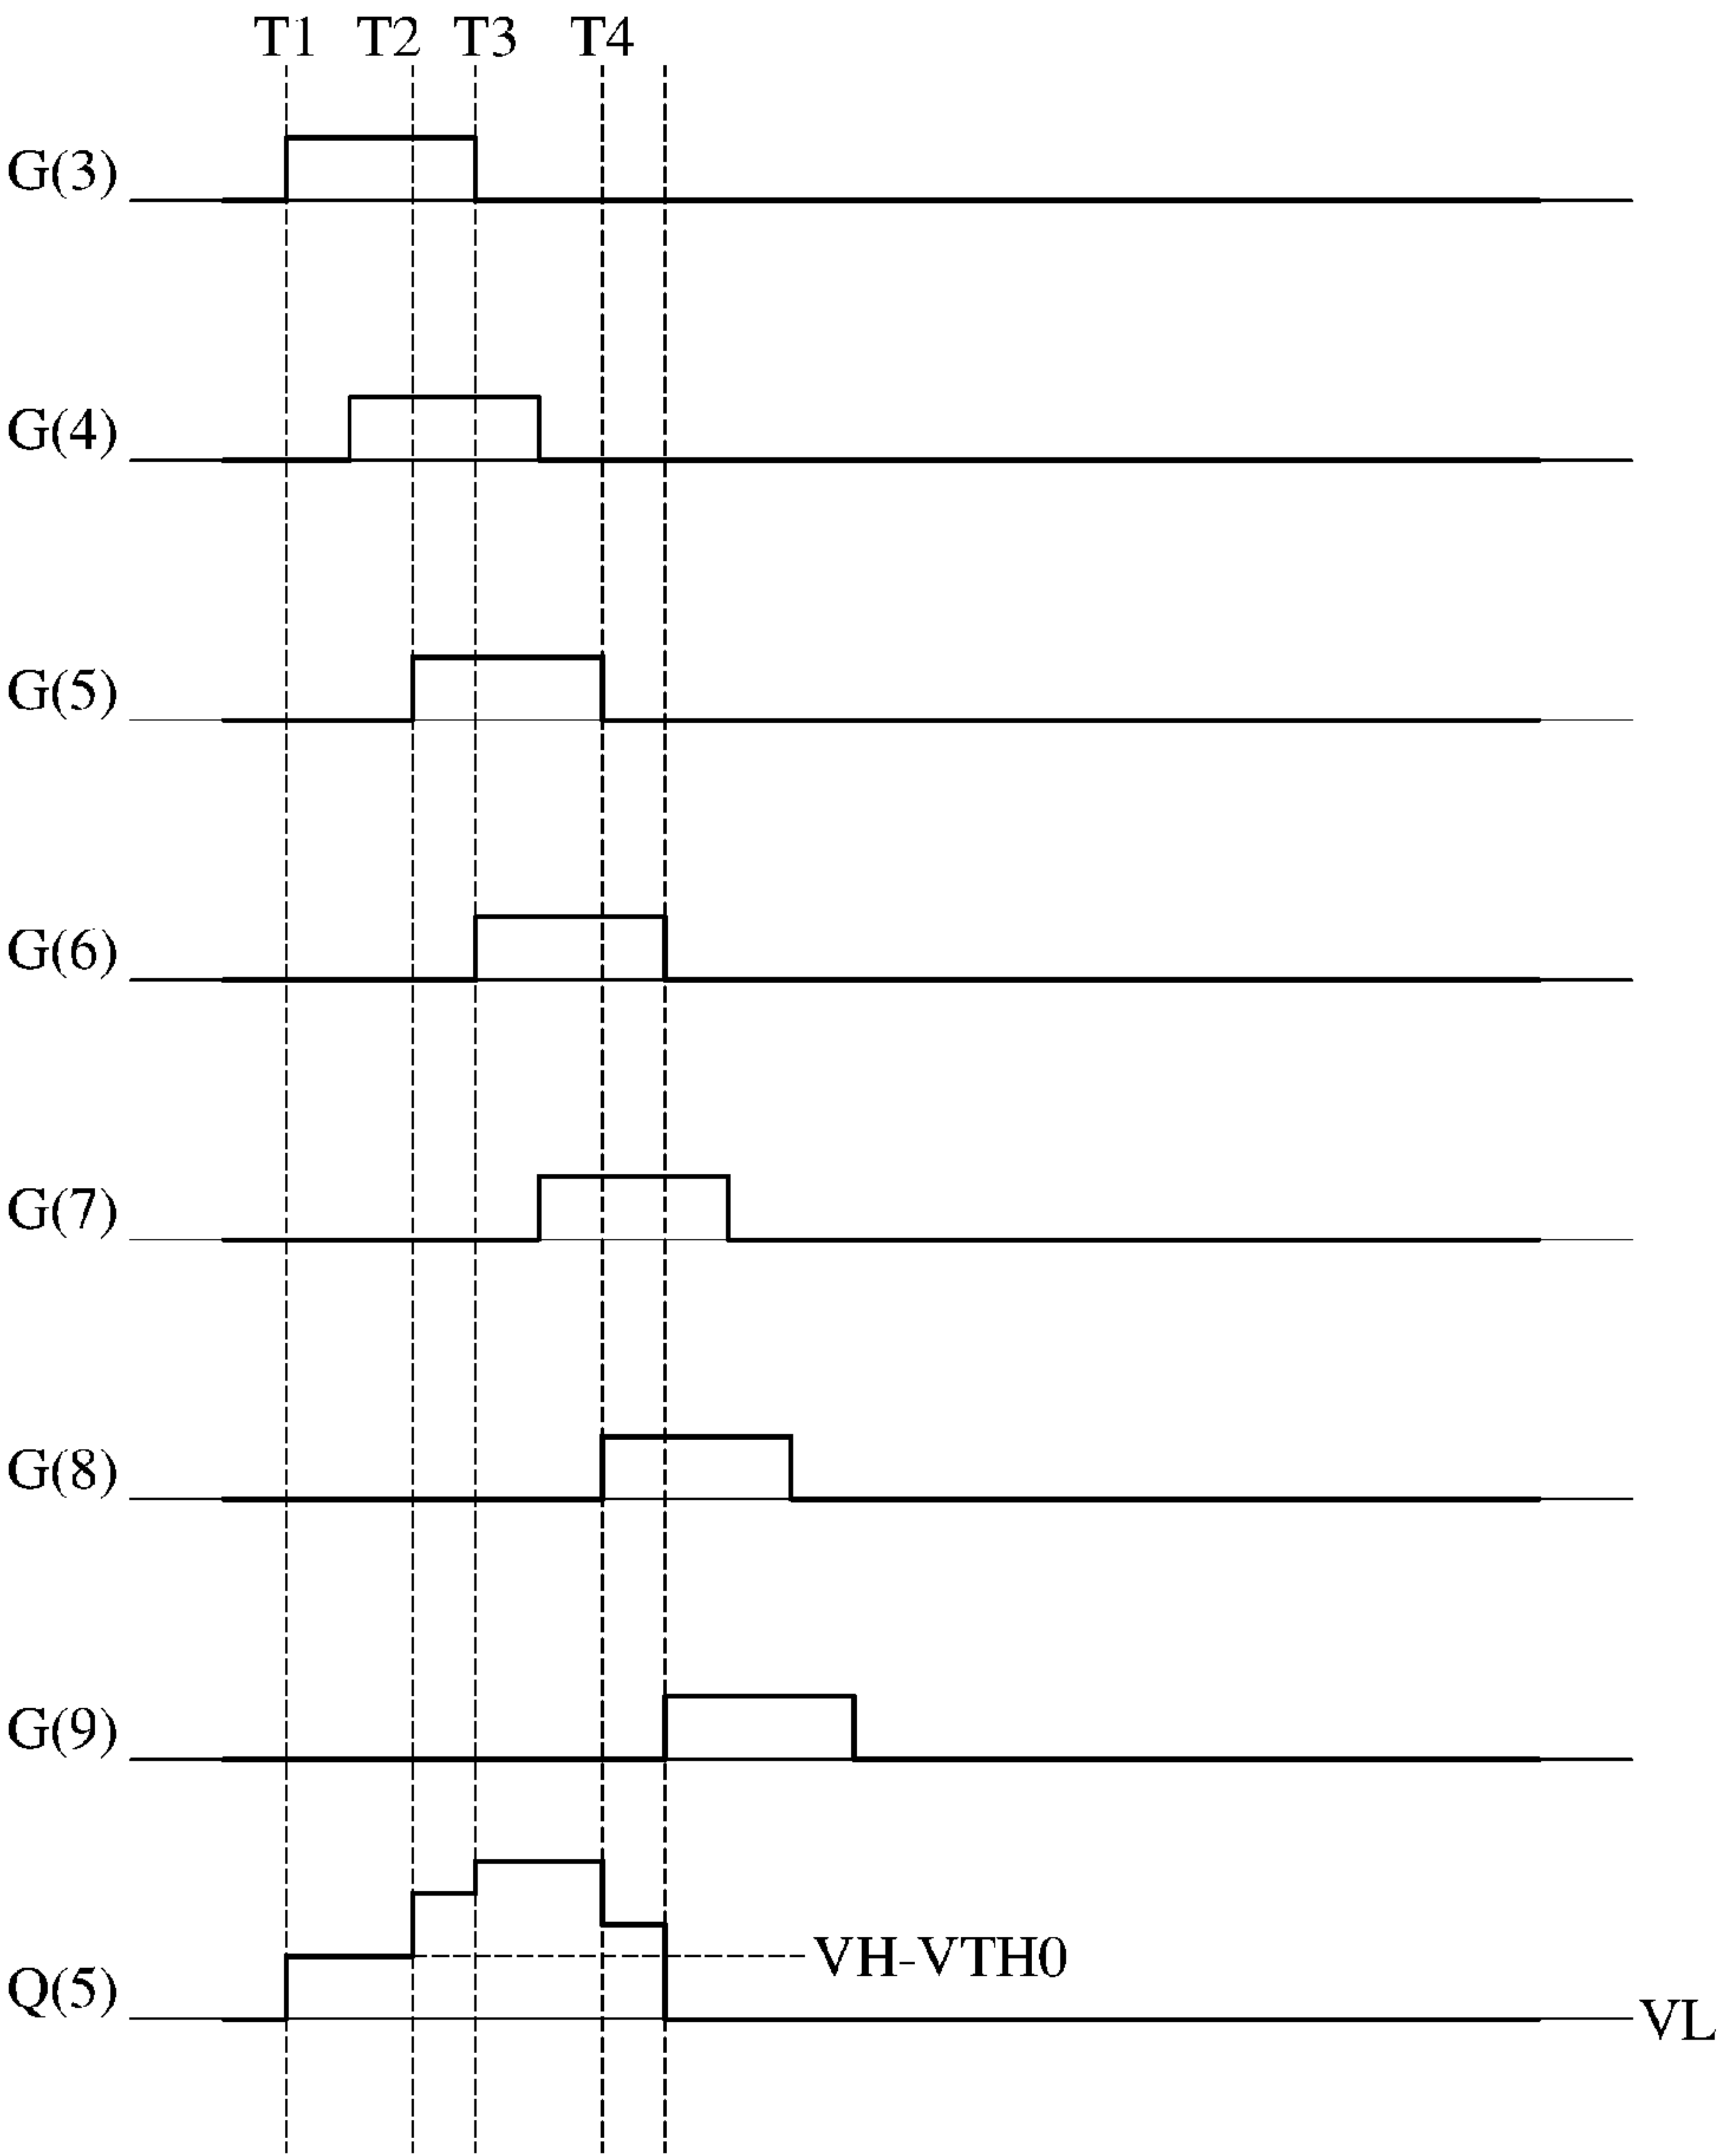 T1 T2 T3 T4
G(3)
G(4)
G(5)
G(6)
G(7)
G(8)
G(9)
VH-VTH0
Q(5)
VL